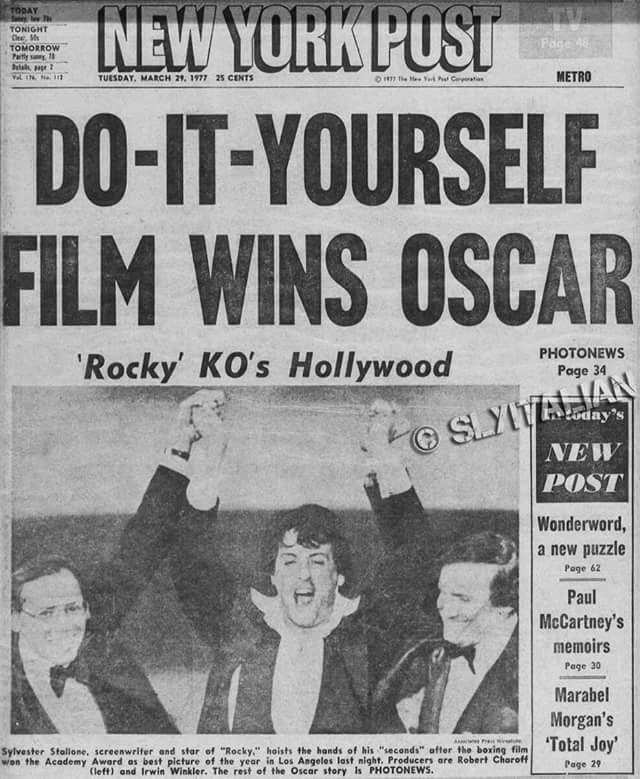 TODAY
Sunny, low 70s
TONIGHT
Clear, 50s
TOMORROW
Partly sunny, 70
Details, page 2
Vol. 176, No. 112
NEW YORK POST
TV
Page 48
TUESDAY, MARCH 29, 1977 25 CENTS
© 1977 The New York Post Corporation
METRO
DO-IT-YOURSELF
FILM WINS OSCAR
'Rocky' KO's Hollywood
PHOTONEWS
Page 34
© SLYITALIAN
In today's
NEW
POST
Wonderword,
a new puzzle
Page 62
Paul
McCartney's
memoirs
Page 30
Marabel
Morgan's
'Total Joy'
Page 29
Associated Press Wirephoto
Sylvester Stallone, screenwriter and star of "Rocky," hoists the hands of his "seconds" after the boxing film
won the Academy Award as best picture of the year in Los Angeles last night. Producers are Robert Charoff
(left) and Irwin Winkler. The rest of the Oscar story is PHOTONEWS.